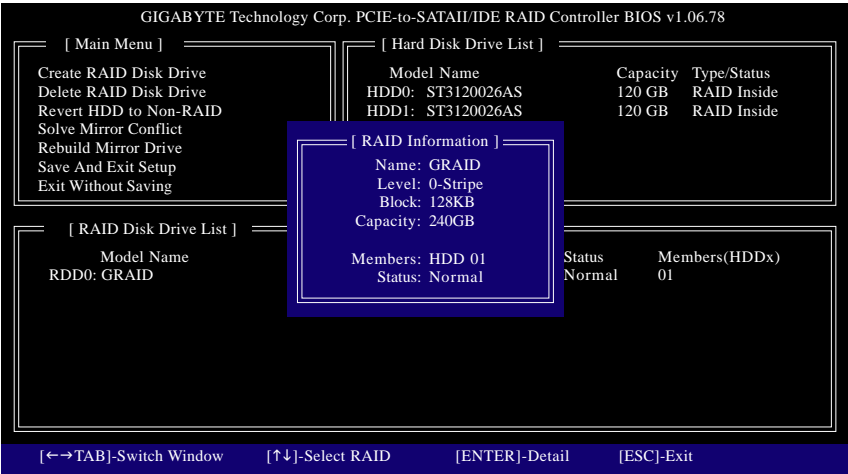 GIGABYTE Technology Corp. PCIE-to-SATAII/IDE RAID Controller BIOS v1.06.78
[ Main Menu ]
Create RAID Disk Drive
Delete RAID Disk Drive
Revert HDD to Non-RAID
Solve Mirror Conflict
Rebuild Mirror Drive
Save And Exit Setup
Exit Without Saving
[ Hard Disk Drive List ]
Model Name Capacity Type/Status
HDD0: ST3120026AS 120 GB RAID Inside
HDD1: ST3120026AS 120 GB RAID Inside
[ RAID Information ]
Name: GRAID
Level: 0-Stripe
Block: 128KB
Capacity: 240GB
Members: HDD 01
Status: Normal
[ RAID Disk Drive List ]
Model Name Status Members(HDDx)
RDD0: GRAID Normal 01
[←→TAB]-Switch Window [↑↓]-Select RAID [ENTER]-Detail [ESC]-Exit